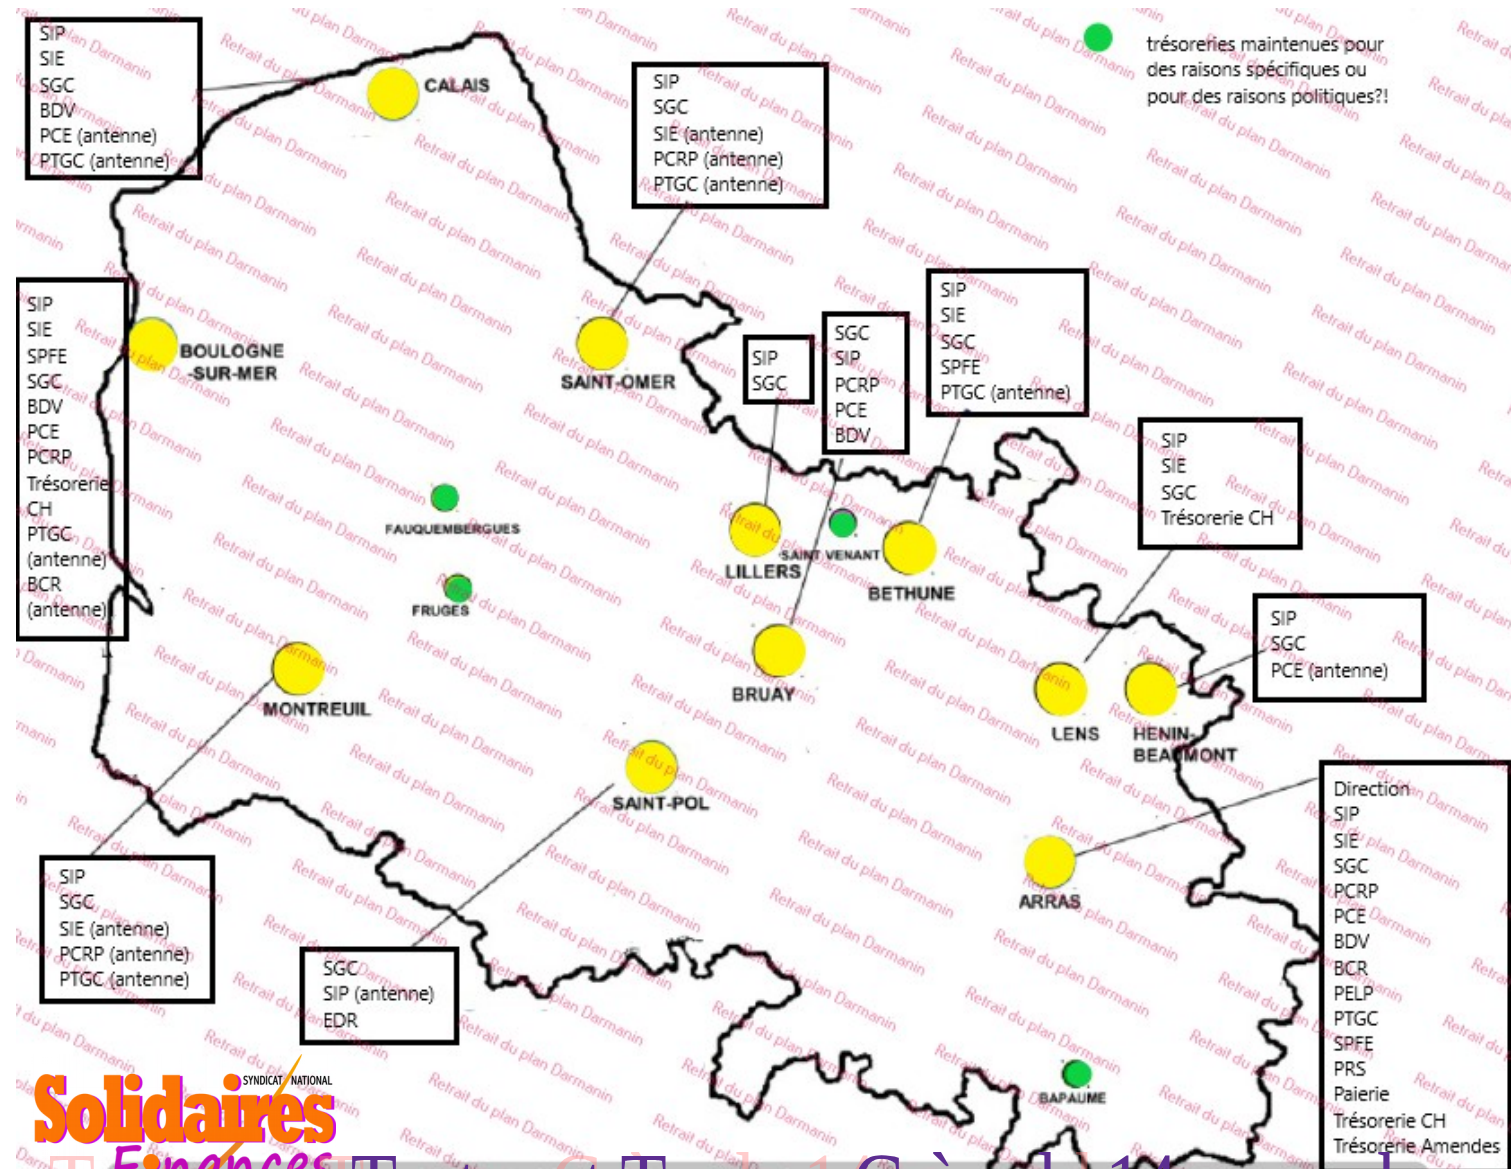 SIP
SIE
SGC
BDV
PCE (antenne)
PTGC (antenne)
CALAIS
SIP
SGC
SIE (antenne)
PCRP (antenne)
PTGC (antenne)
trésoreries maintenues pour
des raisons spécifiques ou
pour des raisons politiques?!
SIP
SIE
SPFE
SGC
BDV
PCE
PCRP
Trésorerie
CH
PTGC
(antenne)
BCR
(antenne)
BOULOGNE
-SUR-MER
SAINT-OMER
SIP
SGC
SGC
SIP
PCRP
PCE
BDV
SIP
SIE
SGC
SPFE
PTGC (antenne)
SIP
SIE
SGC
Trésorerie CH
FAUQUEMBERGUES
FRUGES
LILLERS
SAINT VENANT
BETHUNE
SIP
SGC
PCE (antenne)
MONTREUIL
BRUAY
LENS
HENIN-
BEAUMONT
SAINT-POL
ARRAS
Direction
SIP
SIE
SGC
PCRP
PCE
BDV
BCR
PELP
PTGC
SPFE
PRS
Paierie
Trésorerie CH
Trésorerie Amendes
SIP
SGC
SIE (antenne)
PCRP (antenne)
PTGC (antenne)
SGC
SIP (antenne)
EDR
BAPAUME
SYNDICAT NATIONAL
Solidaires
Finances
Retrait du plan Darmanin